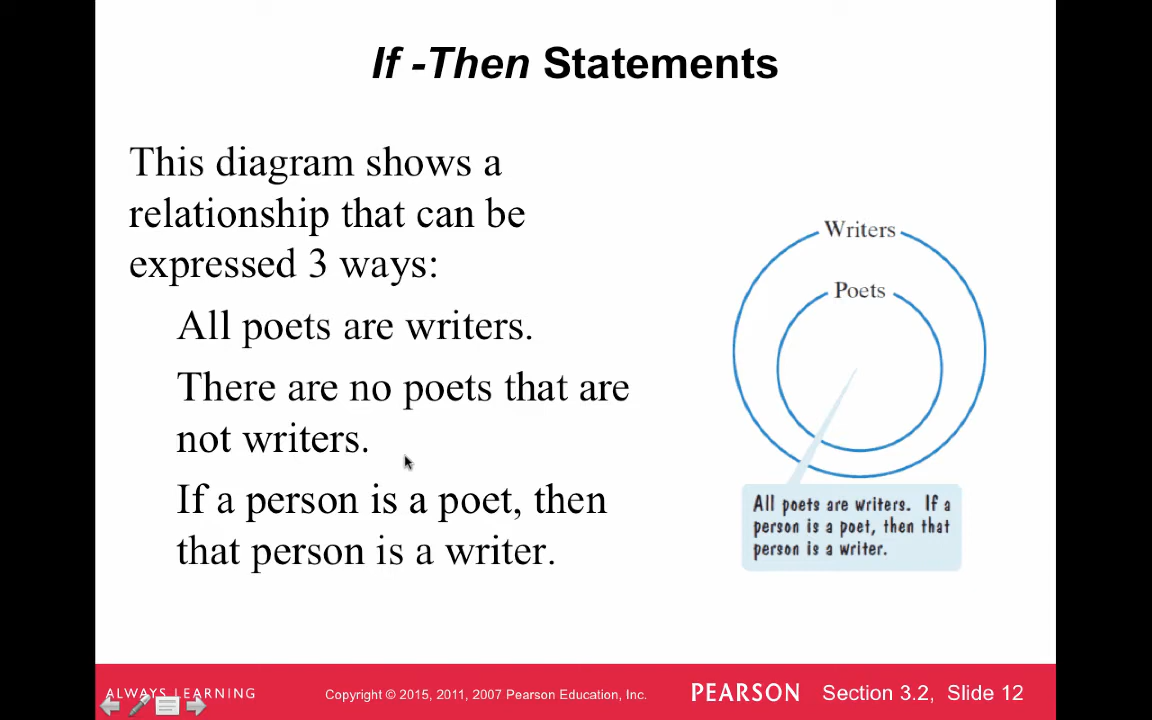 If -Then Statements
This diagram shows a
relationship that can be
expressed 3 ways:
All poets are writers.
There are no poets that are
not writers.
If a person is a poet, then
that person is a writer.
Writers
Poets
All poets are writers. If a
person is a poet, then that
person is a writer.
ALWAYS LEARNING
Copyright © 2015, 2011, 2007 Pearson Education, Inc.
PEARSON
Section 3.2, Slide 12